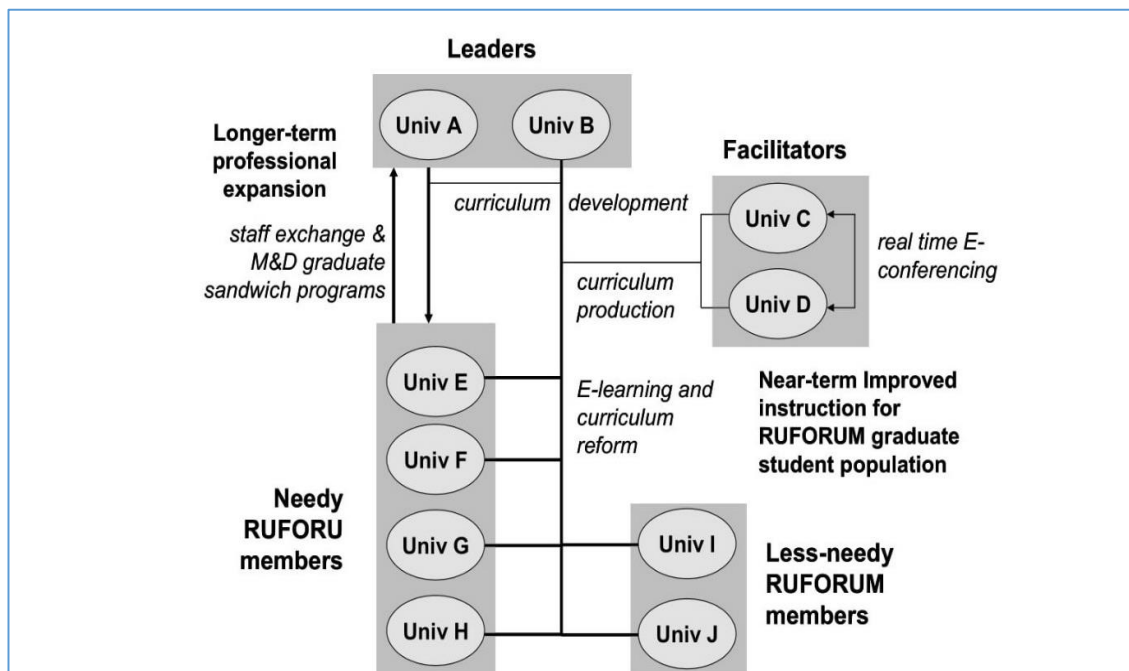 Leaders
Univ A
Univ B
Longer-term
professional
expansion
Facilitators
curriculum
development
Univ C
staff exchange &
M&D graduate
sandwich programs
real time E-
conferencing
curriculum
production
Univ D
Univ E
E-learning and
curriculum
reform
Near-term Improved
instruction for
RUFORUM graduate
student population
Univ F
Needy
RUFORU
members
Univ G
Univ I
Less-needy
RUFORUM
members
Univ H
Univ J